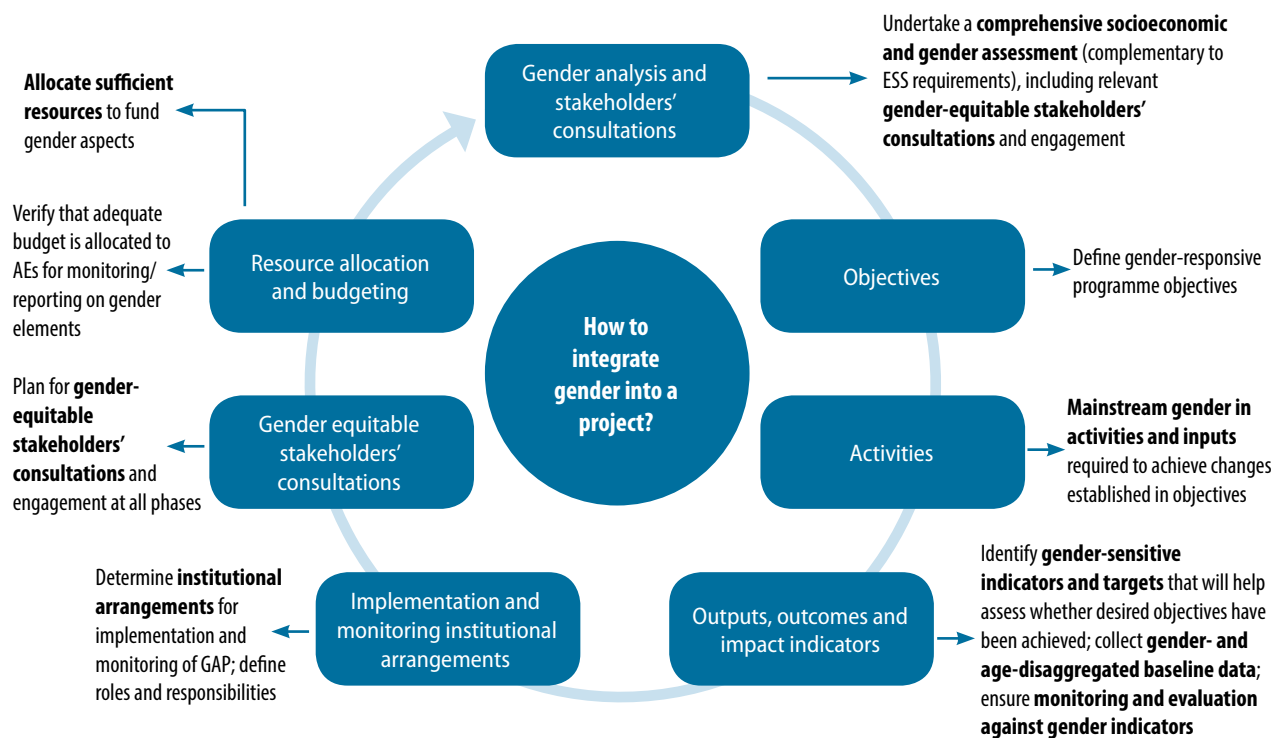 Gender analysis and
stakeholders'
consultations
Undertake a comprehensive socioeconomic
and gender assessment (complementary to
ESS requirements), including relevant
gender-equitable stakeholders'
consultations and engagement
Objectives
Define gender-responsive
programme objectives
Activities
Mainstream gender in
activities and inputs
required to achieve changes
established in objectives
Outputs, outcomes and
impact indicators
Identify gender-sensitive
indicators and targets that will help
assess whether desired objectives have
been achieved; collect gender- and
age-disaggregated baseline data;
ensure monitoring and evaluation
against gender indicators
Implementation and
monitoring institutional
arrangements
Determine institutional
arrangements for
implementation and
monitoring of GAP; define
roles and responsibilities
Gender equitable
stakeholders'
consultations
Plan for gender-
equitable
stakeholders'
consultations and
engagement at all phases
Resource allocation
and budgeting
Verify that adequate
budget is allocated to
AEs for monitoring/
reporting on gender
elements
Allocate sufficient
resources to fund
gender aspects
How to
integrate
gender into a
project?